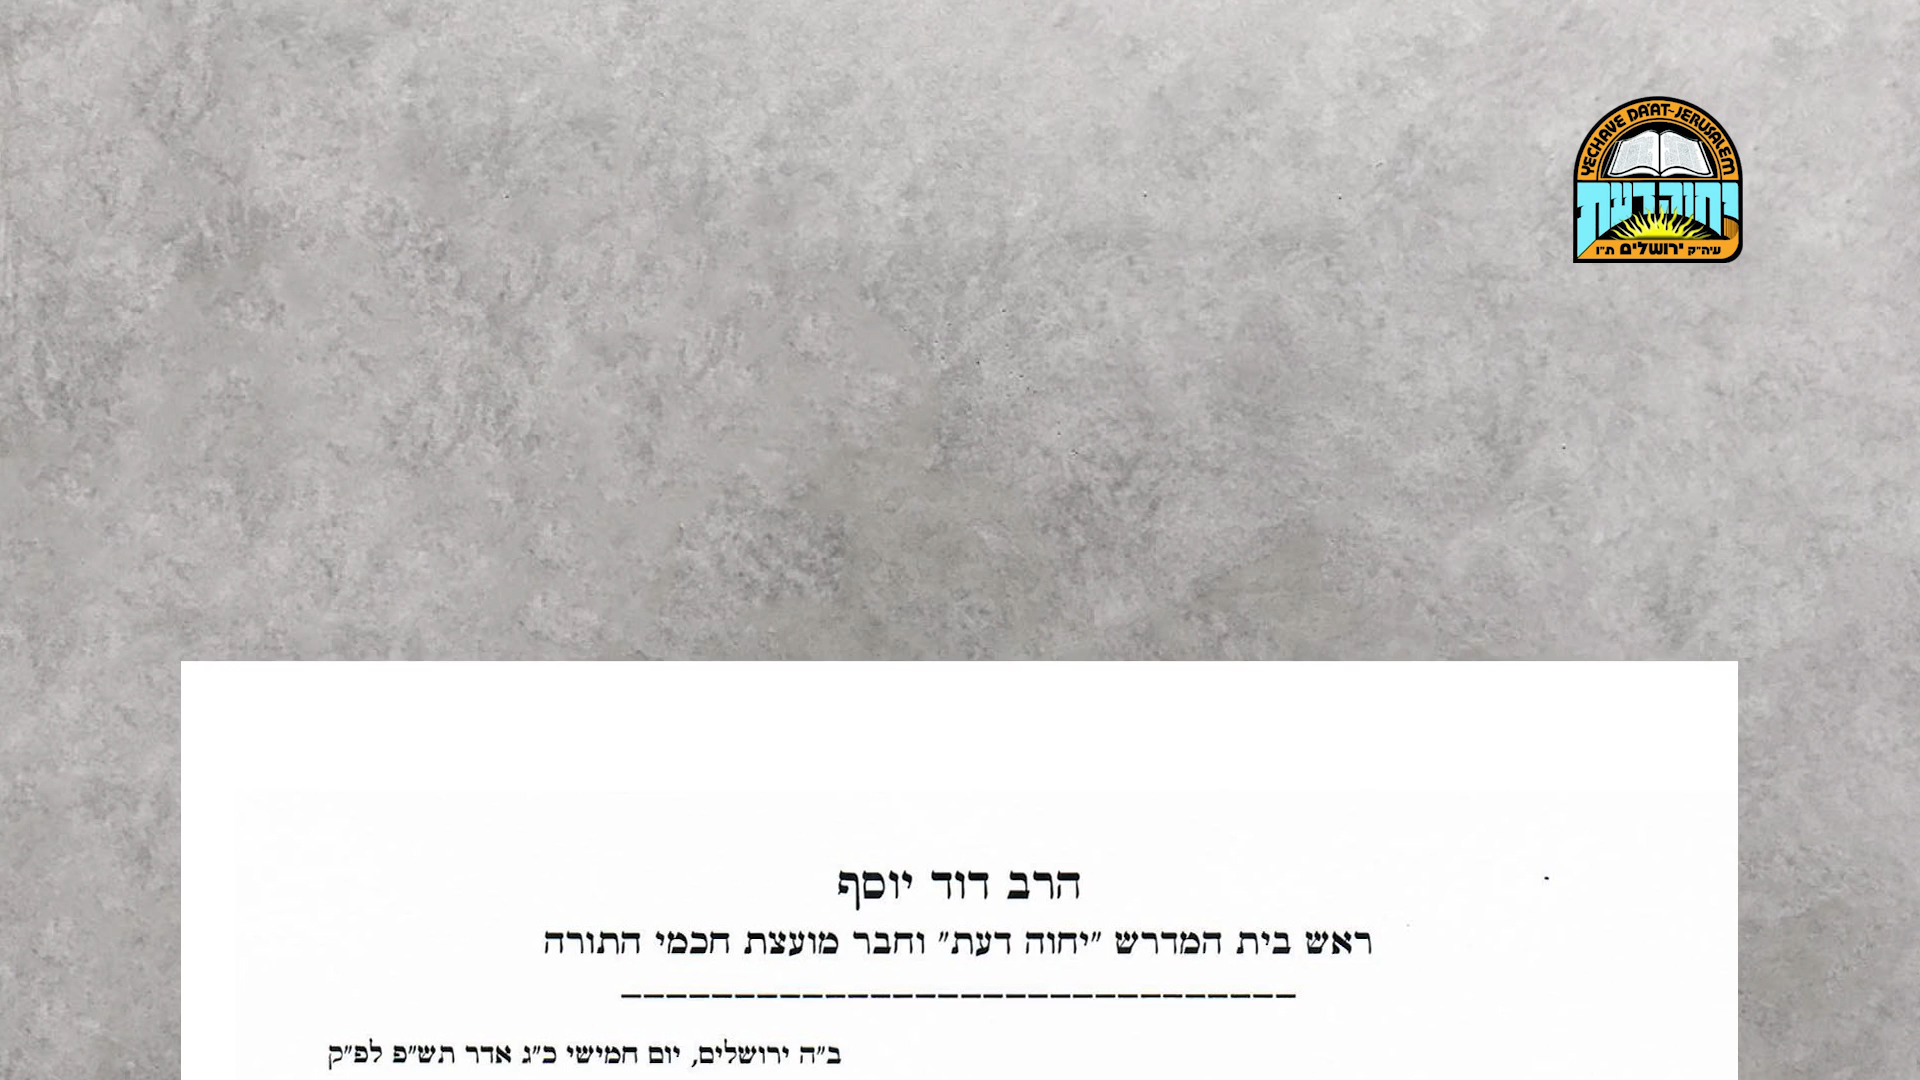 YECHAVE DA'AT-JERUSALEM
יחוה דעת
עיה״ק ירושלים ת״ו
הרב דוד יוסף
ראש בית המדרש ״יחוה דעת״ וחבר מועצת חכמי התורה
ב״ה ירושלים, יום חמישי כ״ג אדר תש״פ לפ״ק